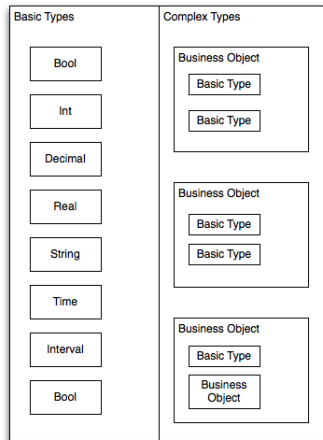 Basic Types
Bool
Int
Decimal
Real
String
Time
Interval
Bool
Complex Types
Business Object
Basic Type
Basic Type
Business Object
Basic Type
Basic Type
Business Object
Basic Type
Business
Object